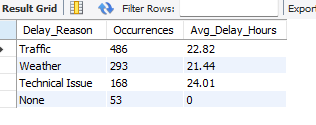 Result Grid Filter Rows: Export
Delay_Reason Occurrences Avg_Delay_Hours
Traffic 486 22.82
Weather 293 21.44
Technical Issue 168 24.01
None 53 0